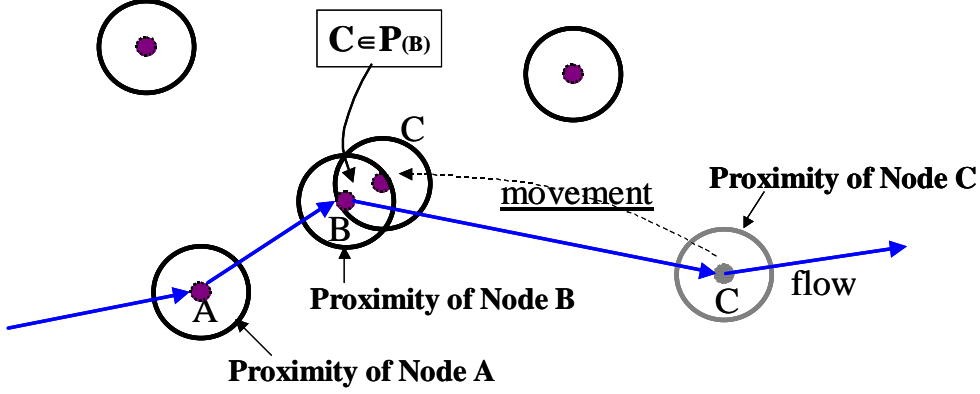 C∈P(B)
C
Proximity of Node C
movement
B
A
Proximity of Node B
C
flow
Proximity of Node A